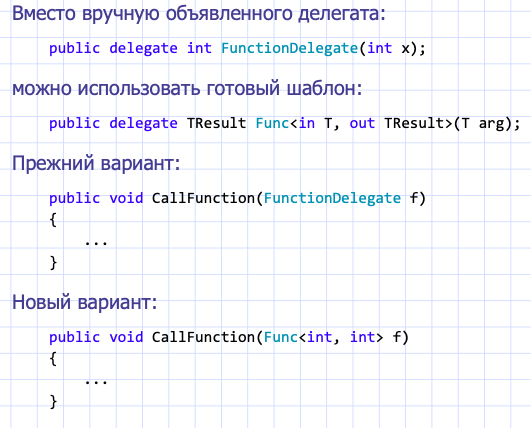 Вместо вручную объявленного делегата:
public delegate int FunctionDelegate(int x);
можно использовать готовый шаблон:
public delegate TResult Func<in T, out TResult>(T arg);
Прежний вариант:
public void CallFunction(FunctionDelegate f)
{
...
}
Новый вариант:
public void CallFunction(Func<int, int> f)
{
...
}